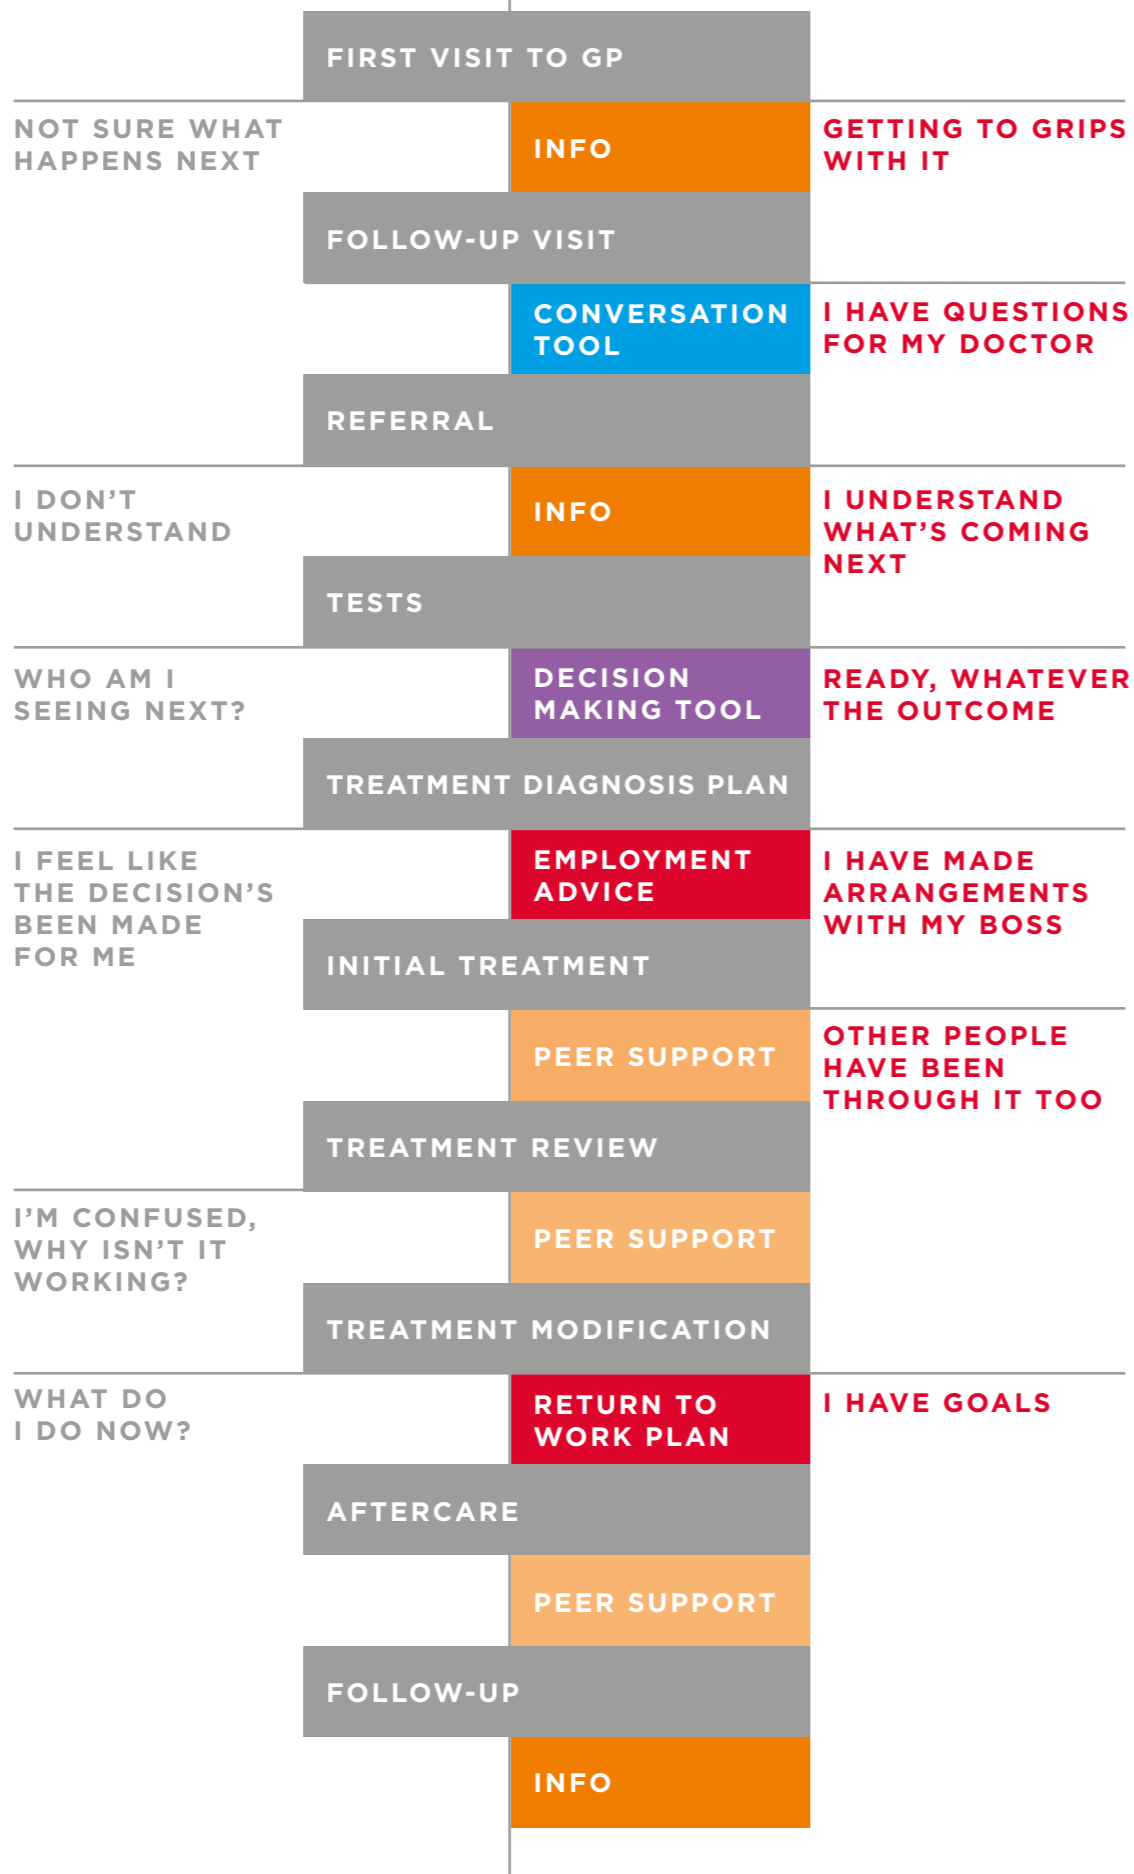 FIRST VISIT TO GP
NOT SURE WHAT
HAPPENS NEXT
INFO
GETTING TO GRIPS
WITH IT
FOLLOW-UP VISIT
CONVERSATION
TOOL
I HAVE QUESTIONS
FOR MY DOCTOR
REFERRAL
I DON’T
UNDERSTAND
INFO
I UNDERSTAND
WHAT’S COMING
NEXT
TESTS
WHO AM I
SEEING NEXT?
DECISION
MAKING TOOL
READY, WHATEVER
THE OUTCOME
TREATMENT DIAGNOSIS PLAN
I FEEL LIKE
THE DECISION’S
BEEN MADE
FOR ME
EMPLOYMENT
ADVICE
I HAVE MADE
ARRANGEMENTS
WITH MY BOSS
INITIAL TREATMENT
PEER SUPPORT
OTHER PEOPLE
HAVE BEEN
THROUGH IT TOO
TREATMENT REVIEW
I’M CONFUSED,
WHY ISN’T IT
WORKING?
PEER SUPPORT
TREATMENT MODIFICATION
WHAT DO
I DO NOW?
RETURN TO
WORK PLAN
I HAVE GOALS
AFTERCARE
PEER SUPPORT
FOLLOW-UP
INFO